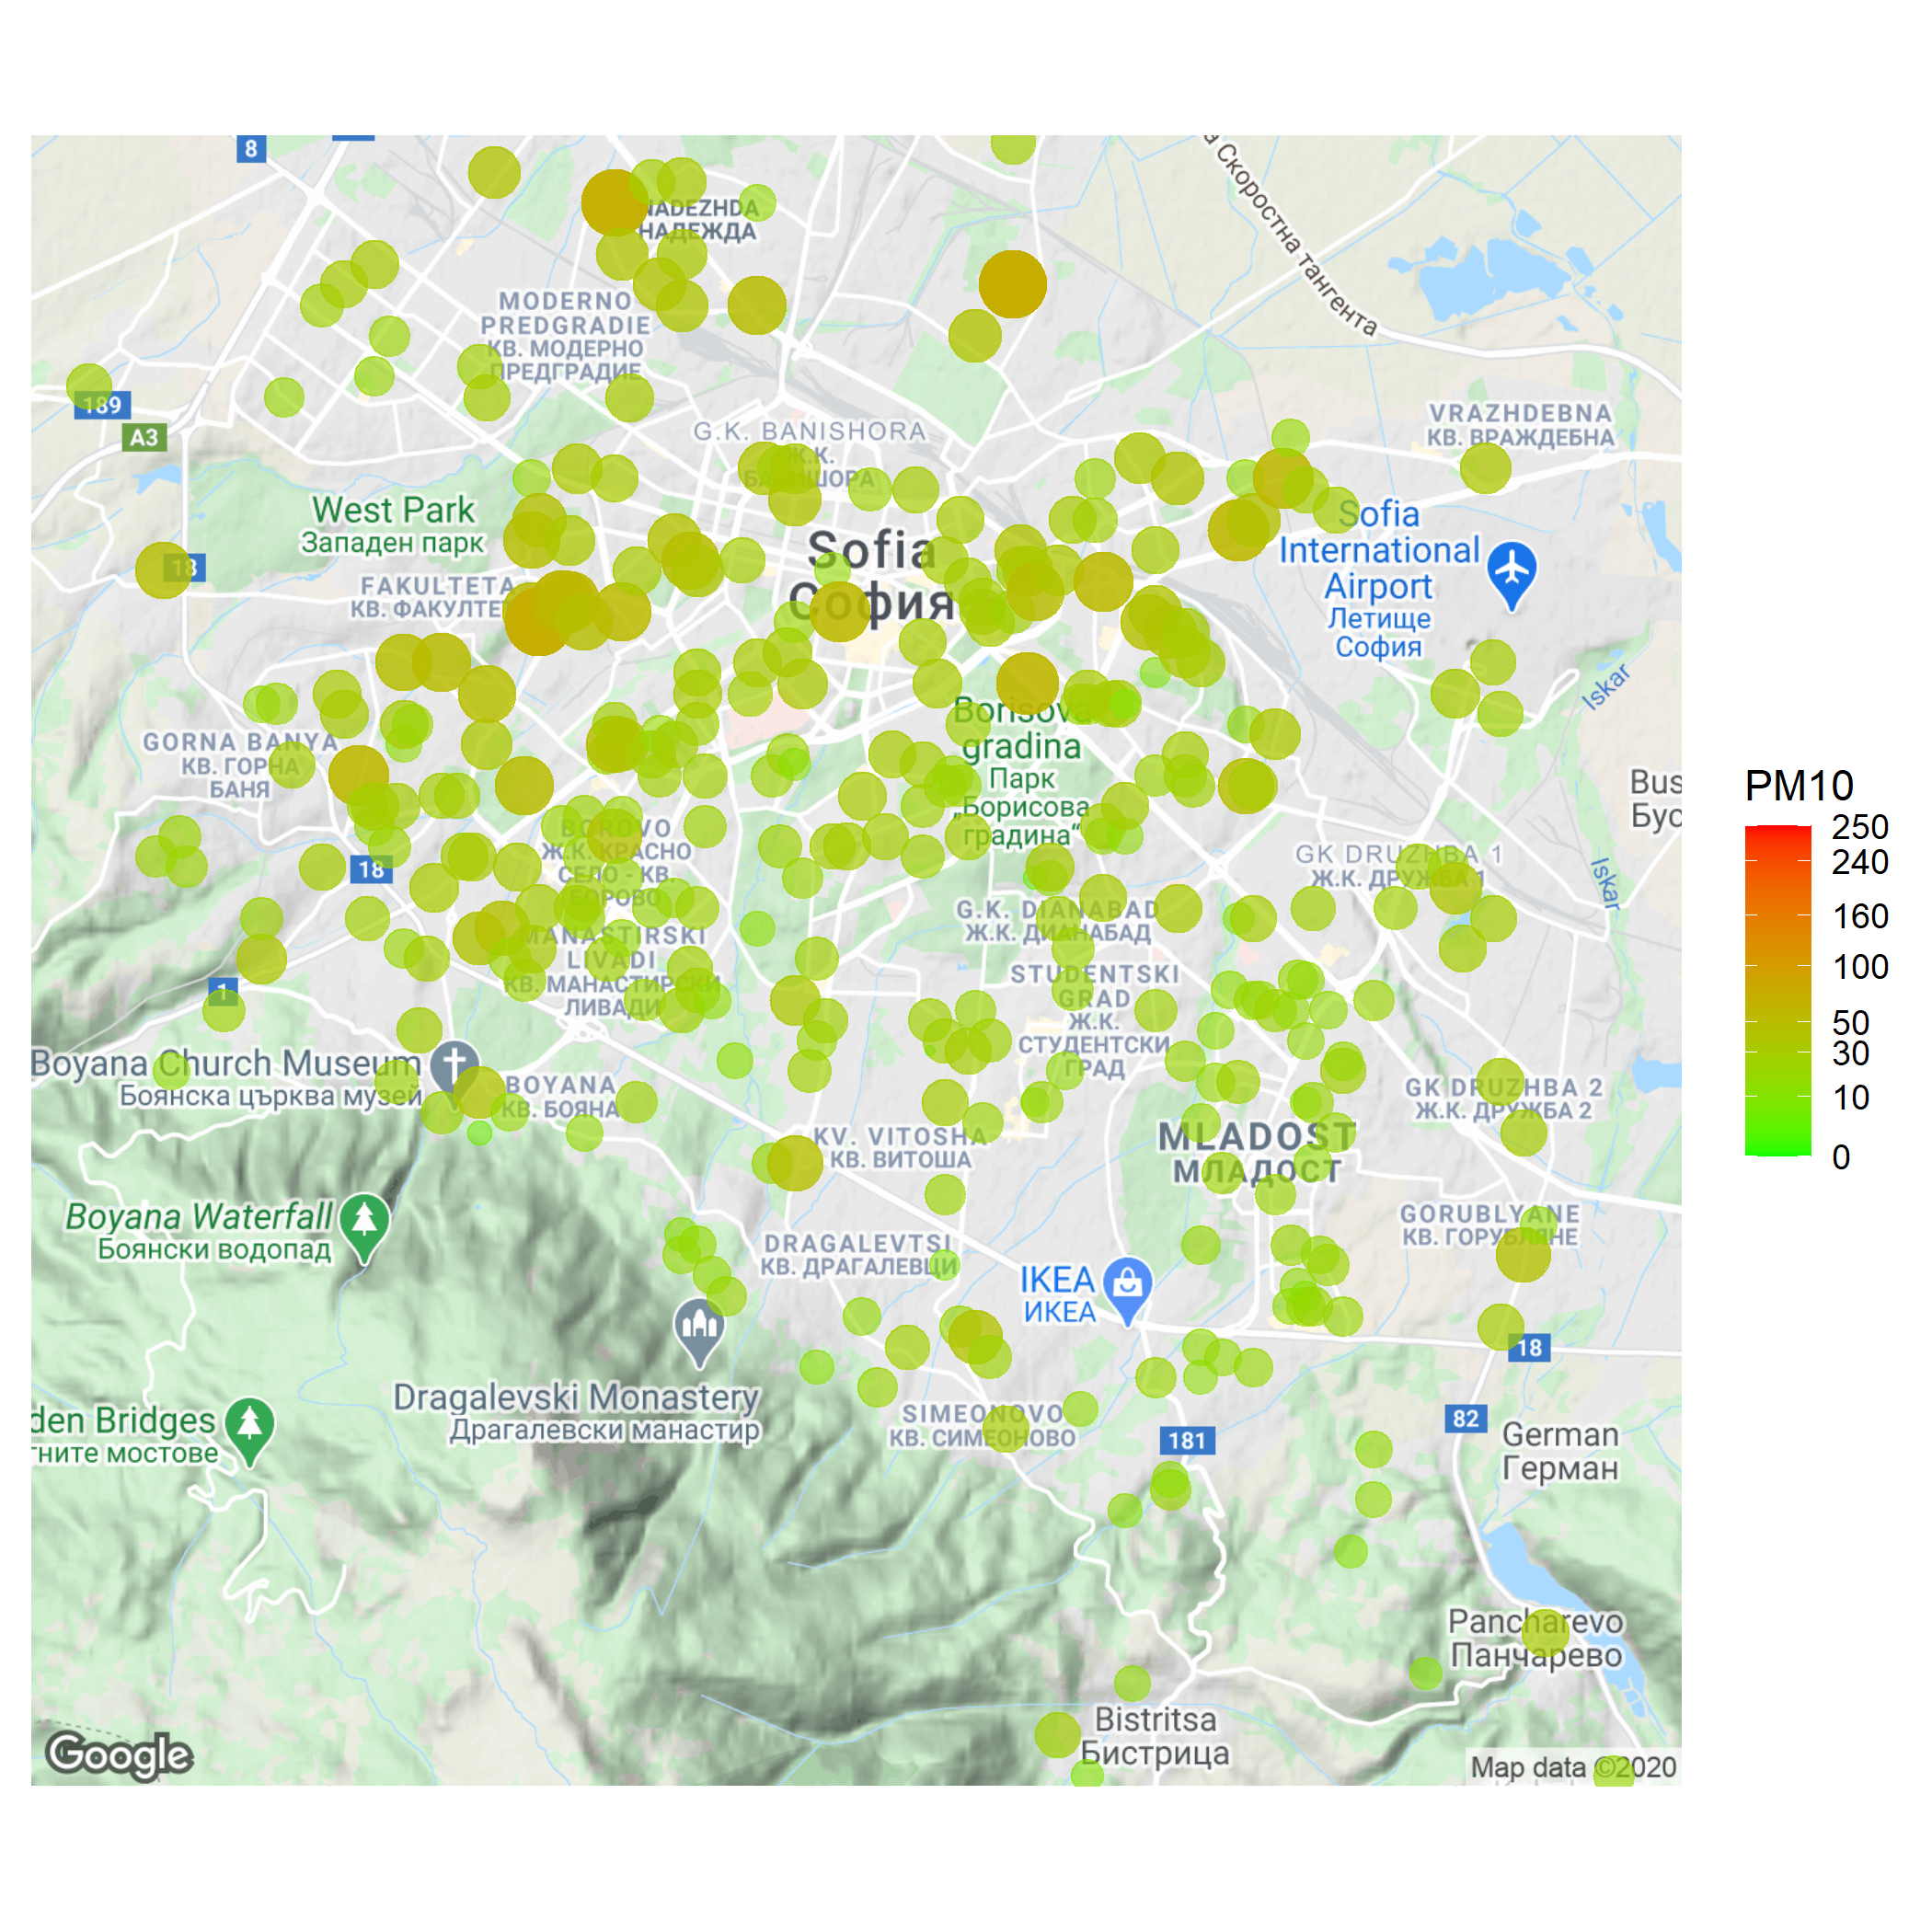 8
а Скоростна тангента
NADEZHDA
НАДЕЖДА
MODERNO
PREDGRADIE
КВ. МОДЕРНО
ПРЕДГРАДИЕ
189
A3
VRAZHDEBNA
КВ. ВРАЖДЕБНА
G.K. BANISHORA
Ж.К.
БАНИШОРА
West Park
Западен парк
18
Sofia
София
Sofia
International
Airport
Летище
София
FAKULTETA
КВ. ФАКУЛТЕ
Iskar
Borisova
gradina
Парк
„Борисова
градина“
GORNA BANYA
КВ. ГОРНА
БАНЯ
Bus
Бус
PM10
250
240
160
100
50
30
10
0
18
BOROVO
Ж.К. КРАСНО
СЕЛО - КВ.
БОРОВО
GK DRUZHBA 1
Ж.К. ДРУЖБА 1
Iskar
G.K. DIANABAD
Ж.К. ДИАНАБАД
MANASTIRSKI
LIVADI
КВ. МАНАСТИРСКИ
ЛИВАДИ
STUDENTSKI
GRAD
Ж.К.
СТУДЕНТСКИ
ГРАД
1
Boyana Church Museum
Боянска църква музей
BOYANA
КВ. БОЯНА
GK DRUZHBA 2
Ж.К. ДРУЖБА 2
KV. VITOSHA
КВ. ВИТОША
MLADOST
МЛАДОСТ
Boyana Waterfall
Боянски водопад
GORUBLYANE
КВ. ГОРУБЛЯНЕ
DRAGALEVTSI
КВ. ДРАГАЛЕВЦИ
IKEA
ИКЕА
18
Dragalevski Monastery
Драгалевски манастир
den Bridges
тните мостове
SIMEONOVO
КВ. СИМЕОНОВО
181
82
German
Герман
Pancharevo
Панчарево
Bistritsa
Бистрица
Google
Map data ©2020